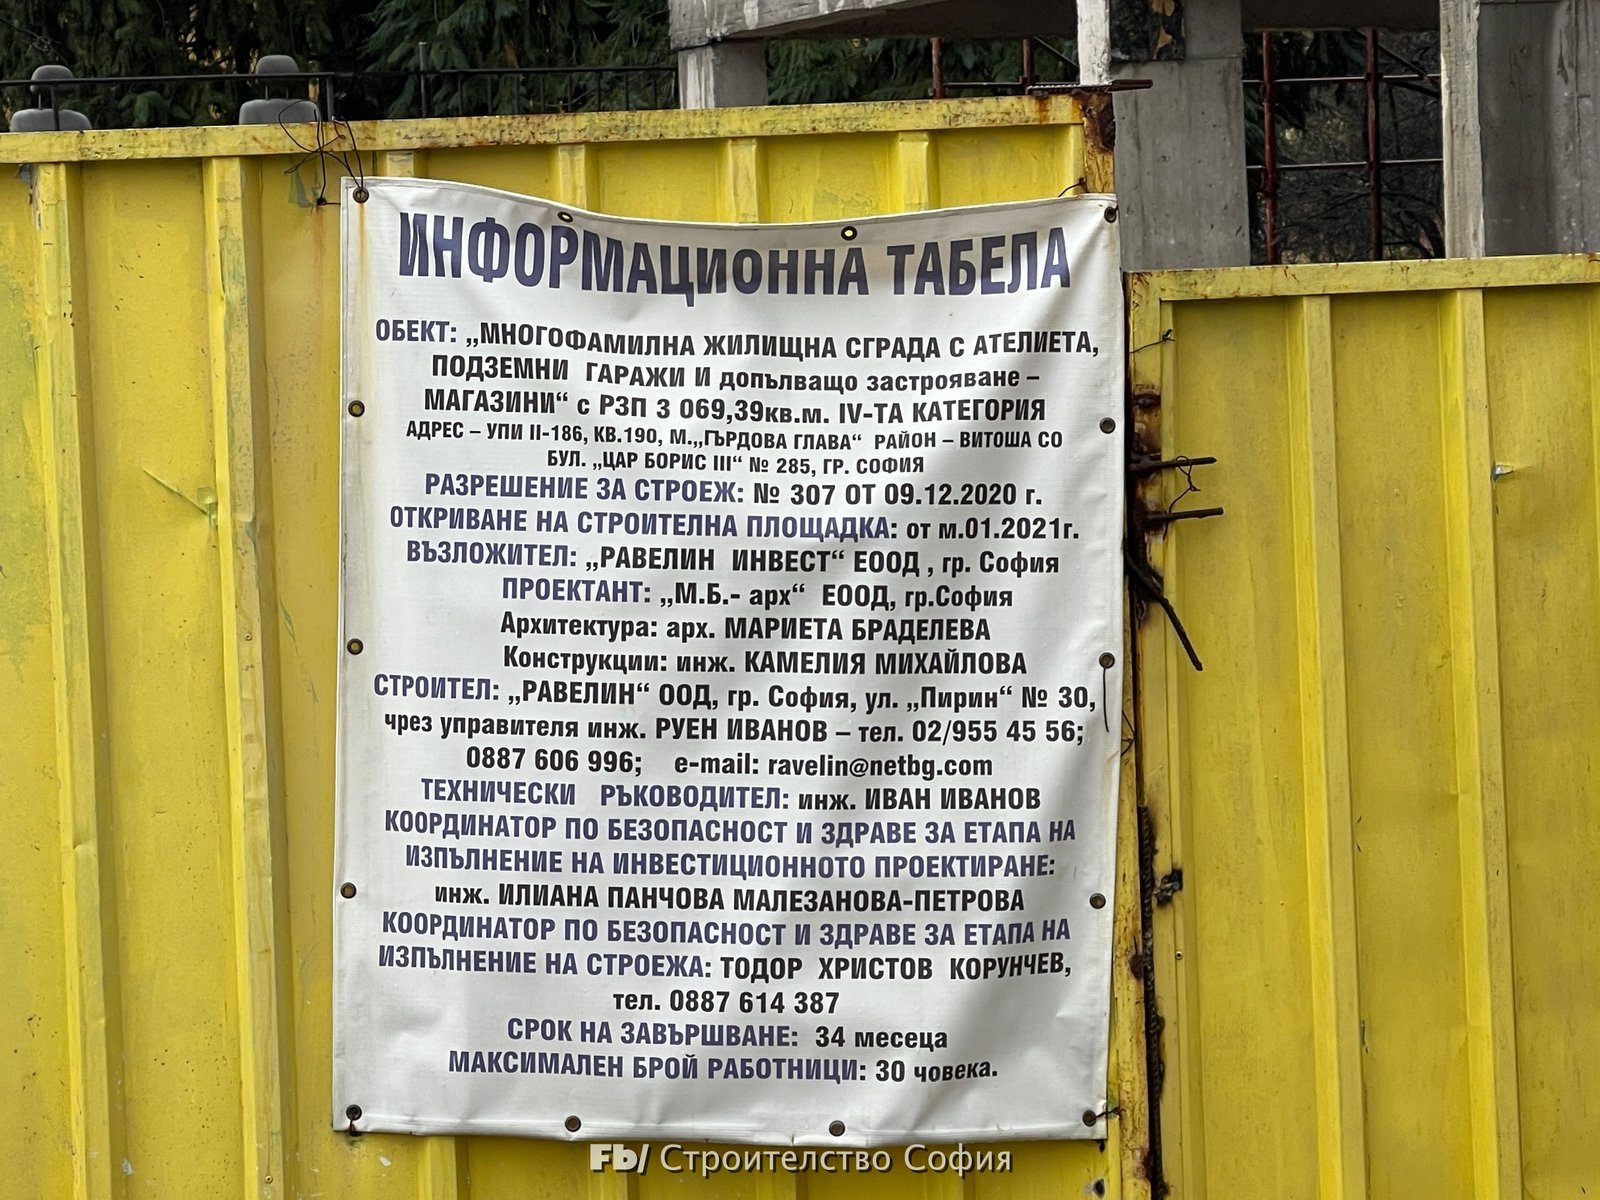 ИНФОРМАЦИОННА ТАБЕЛА
ОБЕКТ: „МНОГОФАМИЛНА ЖИЛИЩНА СГРАДА С АТЕЛИЕТА,
ПОДЗЕМНИ ГАРАЖИ И допълващо застрояване –
МАГАЗИНИ“ с РЗП 3 069,39кв.м. IV-ТА КАТЕГОРИЯ
АДРЕС – УПИ II-186, КВ.190, М.„ГЪРДОВА ГЛАВА“ РАЙОН – ВИТОША СО
БУЛ. „ЦАР БОРИС III“ № 285, ГР. СОФИЯ
РАЗРЕШЕНИЕ ЗА СТРОЕЖ: № 307 ОТ 09.12.2020 г.
ОТКРИВАНЕ НА СТРОИТЕЛНА ПЛОЩАДКА: от м.01.2021г.
ВЪЗЛОЖИТЕЛ: „РАВЕЛИН ИНВЕСТ“ ЕООД , гр. София
ПРОЕКТАНТ: „М.Б.- арх“ ЕООД, гр.София
Архитектура: арх. МАРИЕТА БРАДЕЛЕВА
Конструкции: инж. КАМЕЛИЯ МИХАЙЛОВА
СТРОИТЕЛ: „РАВЕЛИН“ ООД, гр. София, ул. „Пирин“ № 30,
чрез управителя инж. РУЕН ИВАНОВ – тел. 02/955 45 56;
0887 606 996; e-mail: ravelin@netbg.com
ТЕХНИЧЕСКИ РЪКОВОДИТЕЛ: инж. ИВАН ИВАНОВ
КООРДИНАТОР ПО БЕЗОПАСНОСТ И ЗДРАВЕ ЗА ЕТАПА НА
ИЗПЪЛНЕНИЕ НА ИНВЕСТИЦИОННОТО ПРОЕКТИРАНЕ:
инж. ИЛИАНА ПАНЧОВА МАЛЕЗАНОВА-ПЕТРОВА
КООРДИНАТОР ПО БЕЗОПАСНОСТ И ЗДРАВЕ ЗА ЕТАПА НА
ИЗПЪЛНЕНИЕ НА СТРОЕЖА: ТОДОР ХРИСТОВ КОРУНЧЕВ,
тел. 0887 614 387
СРОК НА ЗАВЪРШВАНЕ: 34 месеца
МАКСИМАЛЕН БРОЙ РАБОТНИЦИ: 30 човека.
Fb/ Строителство София